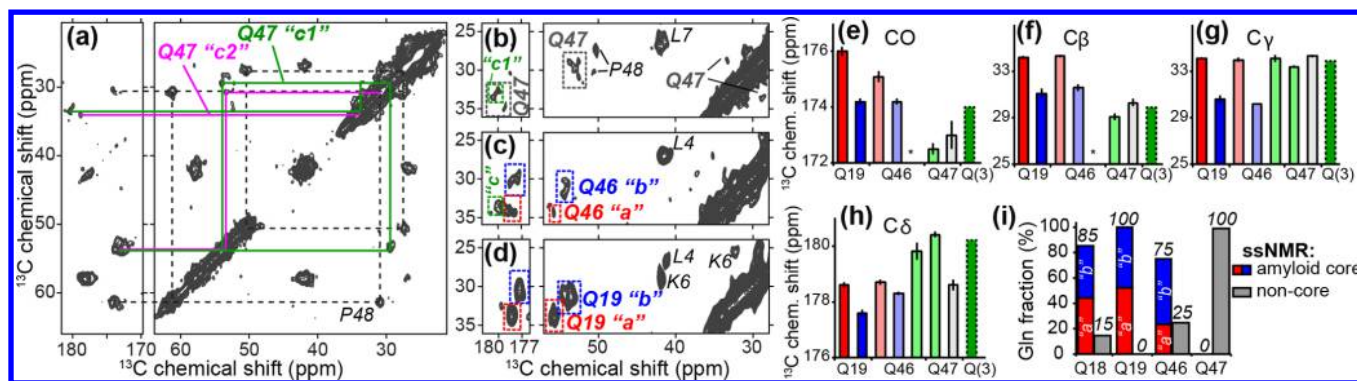 (a)
Q47 "c1"
Q47 "c2"
P48
13C chemical shift (ppm)
30
40
50
60
180 170 60 50 40 30
13C chemical shift (ppm)
(b)
Q47
"c1"
Q47
L7
P48
Q47
25
30
35
(c)
"c"
L4
Q46 "b"
Q46 "a"
25
30
35
(d)
L4
K6
K6
Q19 "b"
Q19 "a"
25
30
35
180 177 50 40 30
13C chemical shift (ppm)
(e) CO
13C chem. shift (ppm)
176
174
172
*
Q19 Q46 Q47 Q(3)
(f) Cβ
33
29
25
*
Q19 Q46 Q47 Q(3)
(g) Cγ
33
29
25
Q19 Q46 Q47 Q(3)
(h) Cδ
13C chem. shift (ppm)
180
178
176
Q19 Q46 Q47 Q(3)
(i)
Gln fraction (%)
100
80
60
40
20
0
85 100 75 100
"b" "b" "b"
"a" "a" "a"
15 0 25 0
Q18 Q19 Q46 Q47
ssNMR:
amyloid core
non-core